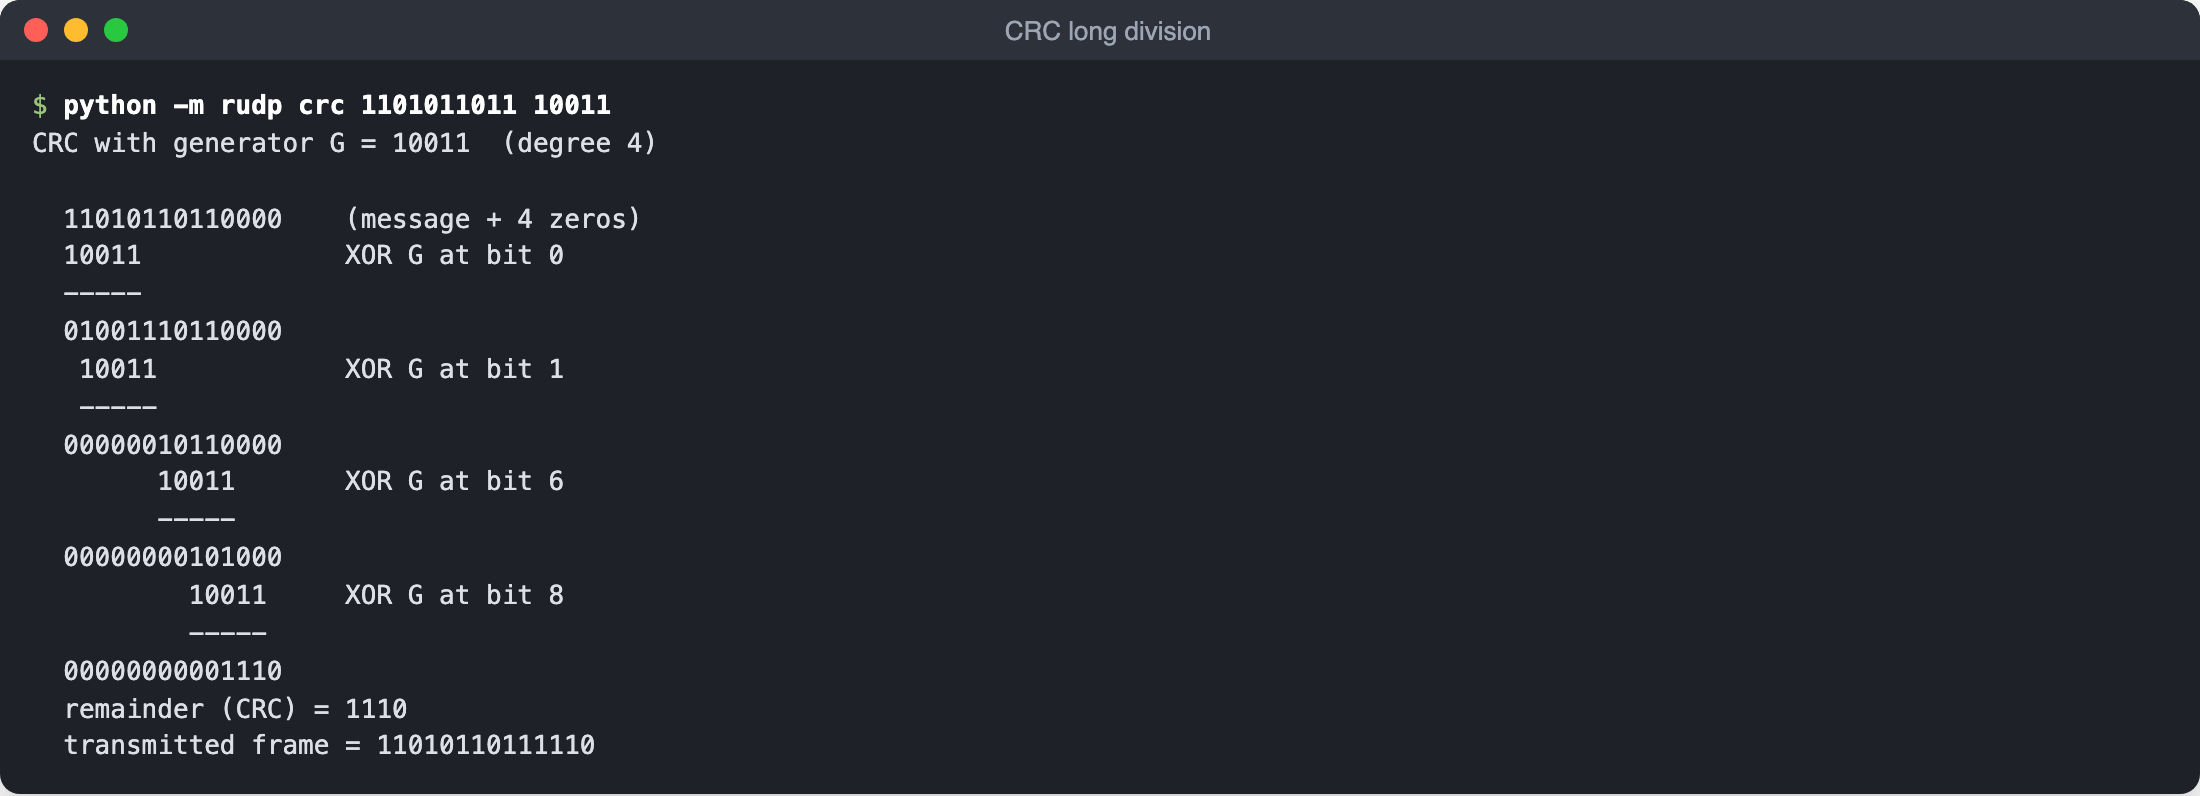 CRC long division
$ python -m rudp crc 1101011011 10011
CRC with generator G = 10011  (degree 4)

  11010110110000    (message + 4 zeros)
  10011             XOR G at bit 0
  -----
  01001110110000
   10011            XOR G at bit 1
   -----
  00000010110000
        10011       XOR G at bit 6
        -----
  00000000101000
          10011     XOR G at bit 8
          -----
  00000000001110
  remainder (CRC) = 1110
  transmitted frame = 11010110111110